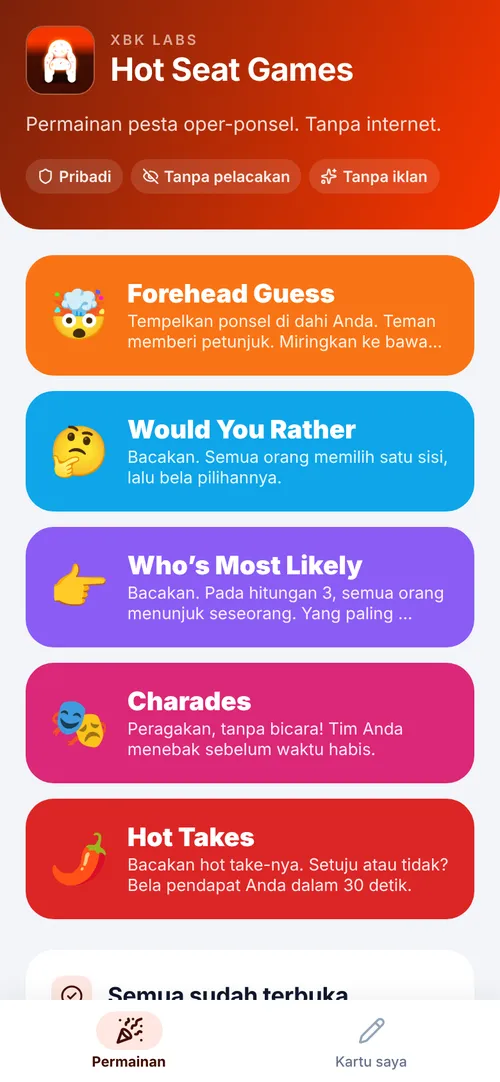 XBK LABS
Hot Seat Games
Permainan pesta oper-ponsel. Tanpa internet.
Pribadi
Tanpa pelacakan
Tanpa iklan
Forehead Guess
Tempelkan ponsel di dahi Anda. Teman
memberi petunjuk. Miringkan ke bawa...
Would You Rather
Bacakan. Semua orang memilih satu sisi,
lalu bela pilihannya.
Who’s Most Likely
Bacakan. Pada hitungan 3, semua orang
menunjuk seseorang. Yang paling ...
Charades
Peragakan, tanpa bicara! Tim Anda
menebak sebelum waktu habis.
Hot Takes
Bacakan hot take-nya. Setuju atau tidak?
Bela pendapat Anda dalam 30 detik.
Semua sudah terbuka
Permainan
Kartu saya